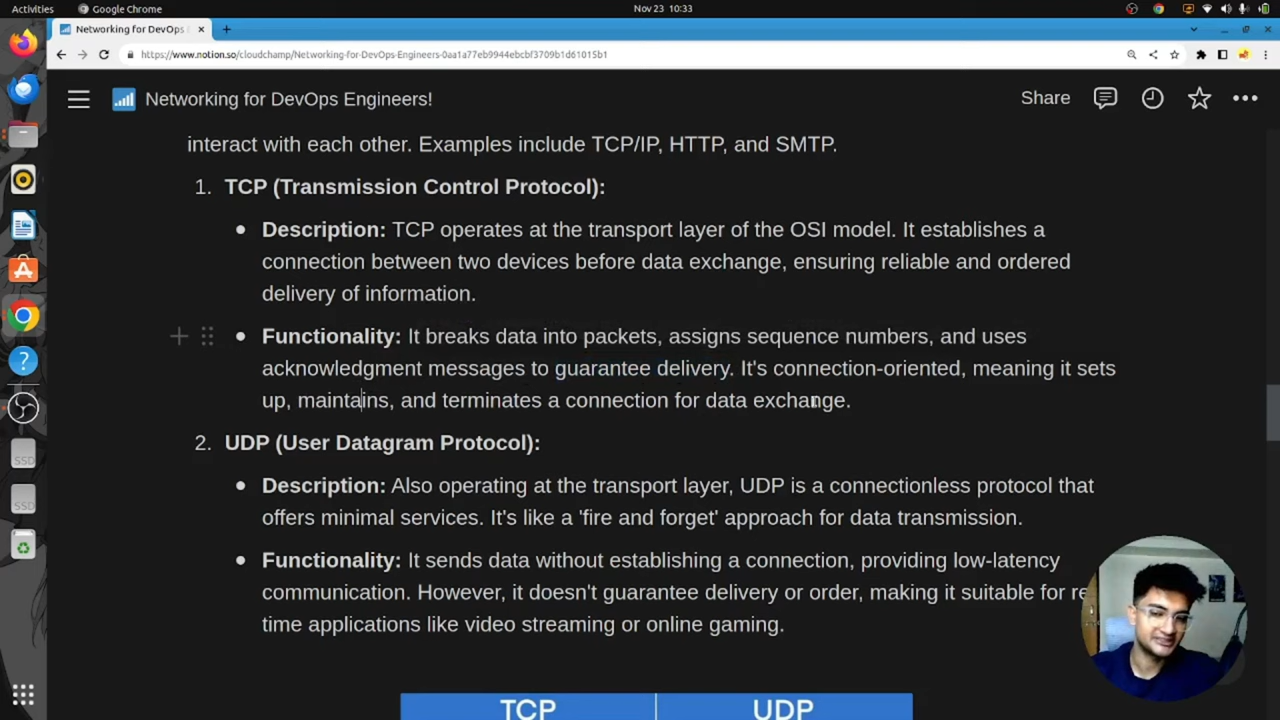 Activities
Google Chrome
Nov 23 10:33
Networking for DevOps
https://www.notion.so/cloudchamp/Networking-for-DevOps-Engineers-0aa1a77eb9944ebcbf3709b1d61015b1
Networking for DevOps Engineers!
Share
interact with each other. Examples include TCP/IP, HTTP, and SMTP.
1. TCP (Transmission Control Protocol):
Description: TCP operates at the transport layer of the OSI model. It establishes a
connection between two devices before data exchange, ensuring reliable and ordered
delivery of information.
Functionality: It breaks data into packets, assigns sequence numbers, and uses
acknowledgment messages to guarantee delivery. It's connection-oriented, meaning it sets
up, maintains, and terminates a connection for data exchange.
2. UDP (User Datagram Protocol):
Description: Also operating at the transport layer, UDP is a connectionless protocol that
offers minimal services. It's like a 'fire and forget' approach for data transmission.
Functionality: It sends data without establishing a connection, providing low-latency
communication. However, it doesn't guarantee delivery or order, making it suitable for
time applications like video streaming or online gaming.
TCP
UDP
SSD
SSD